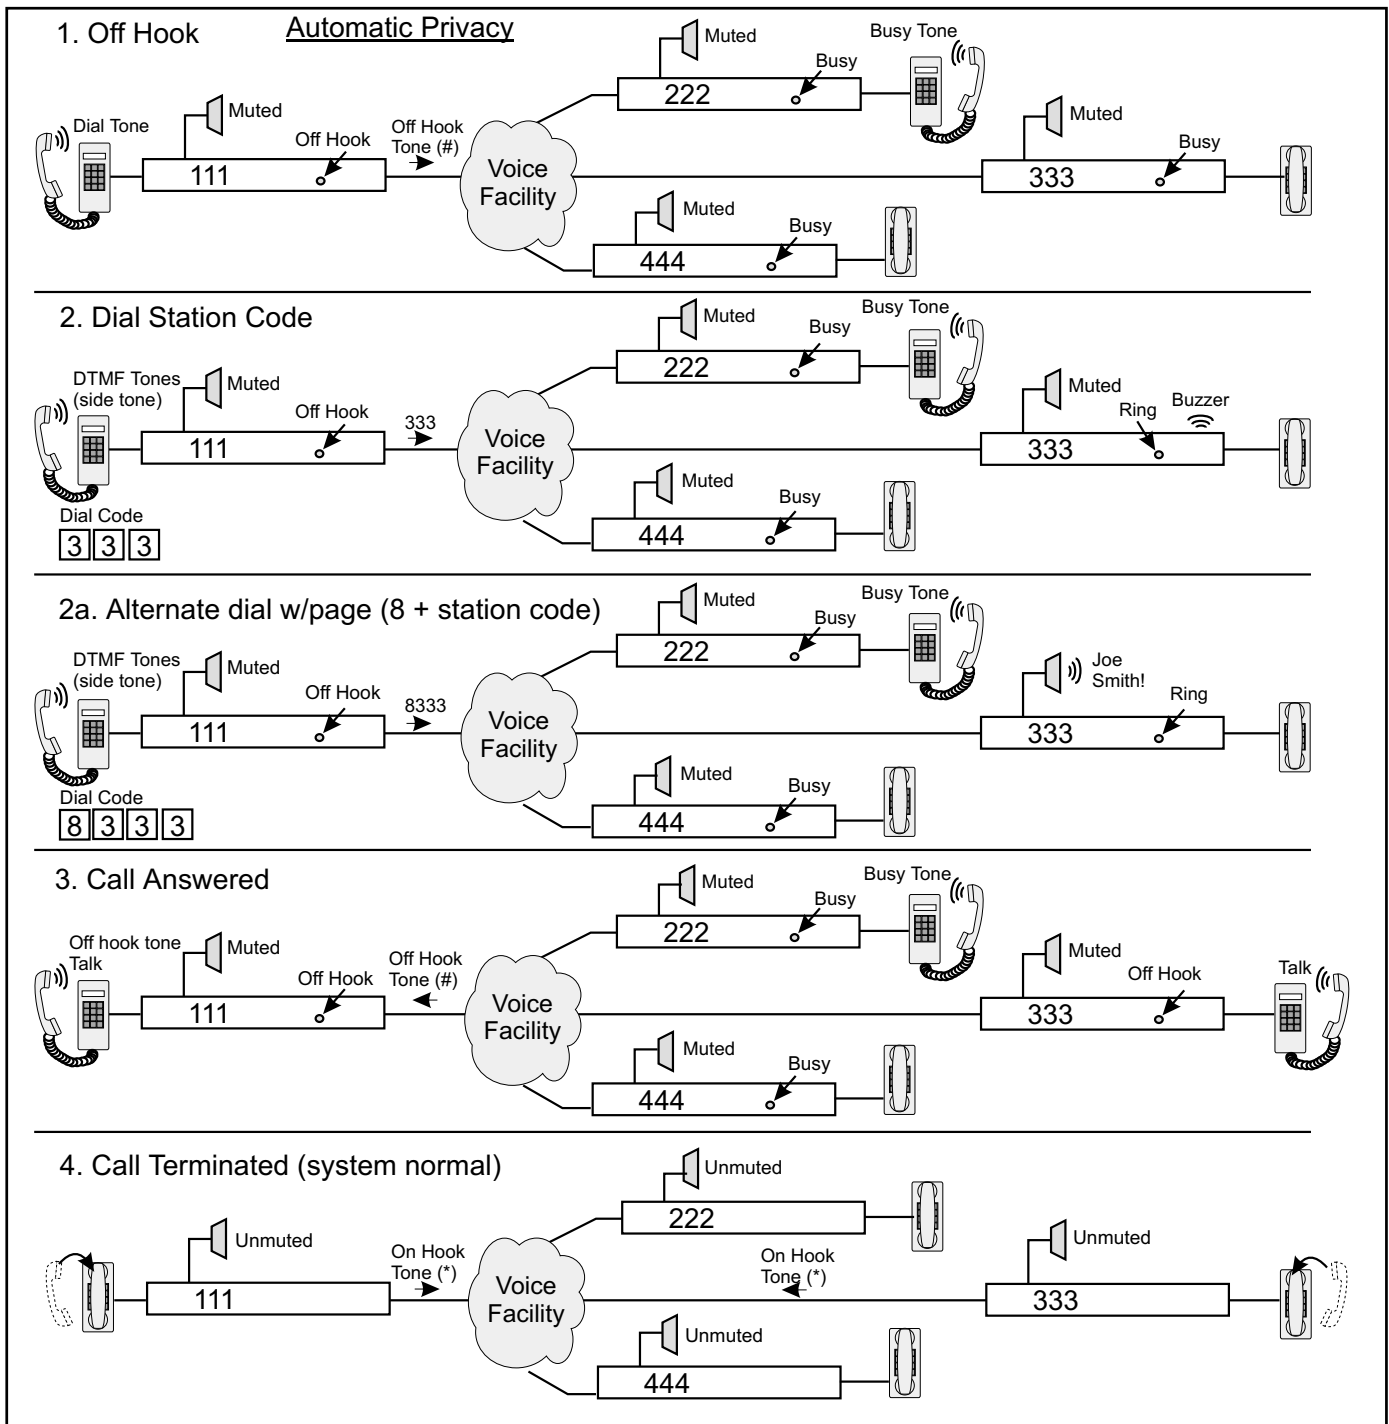 1. Off Hook
Automatic Privacy
Dial Tone
Muted
Off Hook
111
Off Hook
Tone (#)
Voice
Facility
Muted
Busy
222
Busy Tone
Muted
Busy
444
Muted
Busy
333
2. Dial Station Code
DTMF Tones
(side tone)
Muted
Off Hook
111
333
Voice
Facility
Muted
Busy
222
Busy Tone
Muted
Busy
444
Muted
Ring
Buzzer
333
Dial Code
3 3 3
2a. Alternate dial w/page (8 + station code)
DTMF Tones
(side tone)
Muted
Off Hook
111
8333
Voice
Facility
Muted
Busy
222
Busy Tone
Muted
Busy
444
Joe
Smith!
Ring
333
Dial Code
8 3 3 3
3. Call Answered
Off hook tone
Talk
Muted
Off Hook
111
Off Hook
Tone (#)
Voice
Facility
Muted
Busy
222
Busy Tone
Muted
Busy
444
Muted
Off Hook
333
Talk
4. Call Terminated (system normal)
Unmuted
111
On Hook
Tone (*)
Voice
Facility
Unmuted
222
On Hook
Tone (*)
Unmuted
444
Unmuted
333